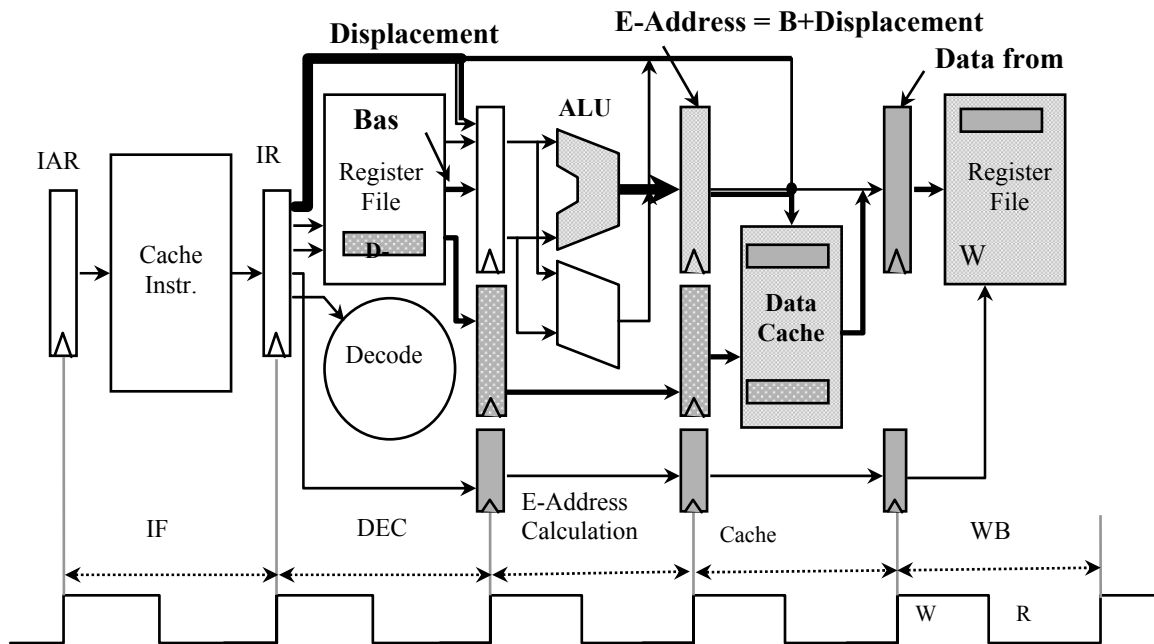 E-Address = B+Displacement
Displacement
Data from
ALU
Bas
IAR
IR
Register
File
Register
File
Cache
Instr.
D-
W
Data
Cache
Decode
E-Address
Calculation
IF
DEC
Cache
WB
W
R